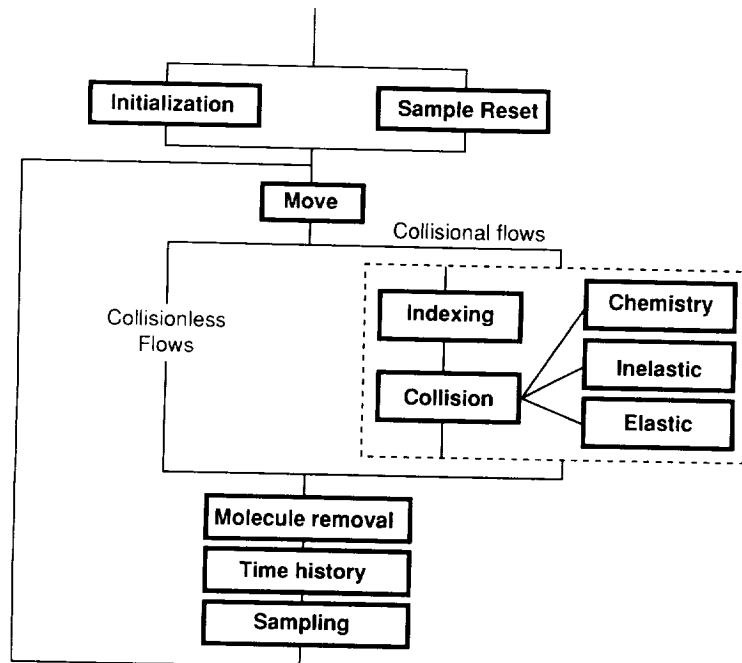 Initialization
Sample Reset
Move
Collisional flows
Collisionless
Flows
Indexing
Chemistry
Inelastic
Collision
Elastic
Molecule removal
Time history
Sampling